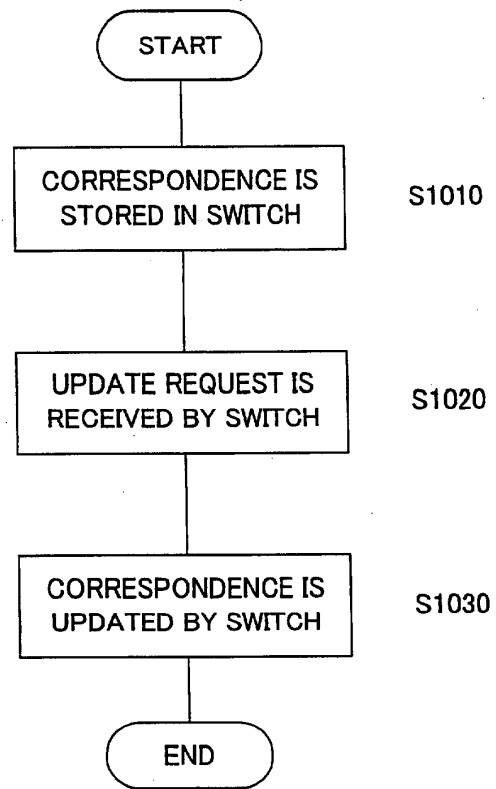 START
CORRESPONDENCE IS
STORED IN SWITCH
S1010
UPDATE REQUEST IS
RECEIVED BY SWITCH
S1020
CORRESPONDENCE IS
UPDATED BY SWITCH
S1030
END